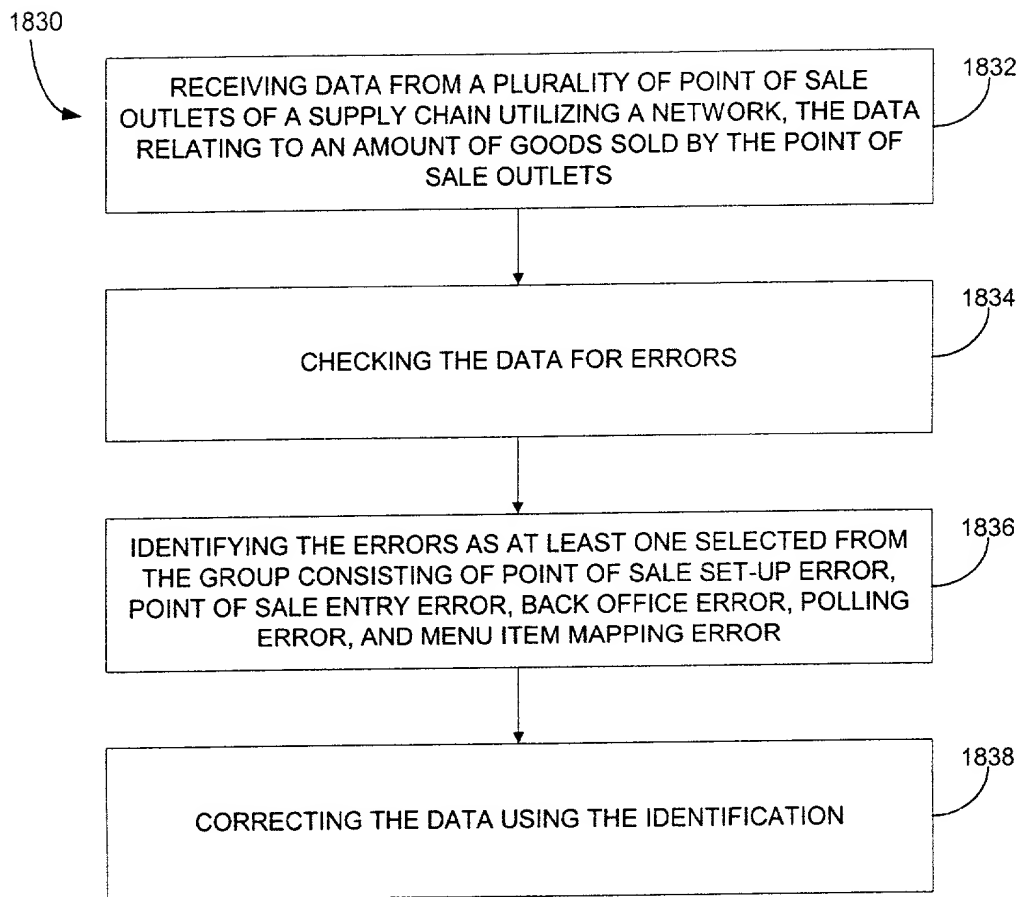 1830
1832
RECEIVING DATA FROM A PLURALITY OF POINT OF SALE
OUTLETS OF A SUPPLY CHAIN UTILIZING A NETWORK, THE DATA
RELATING TO AN AMOUNT OF GOODS SOLD BY THE POINT OF
SALE OUTLETS
1834
CHECKING THE DATA FOR ERRORS
1836
IDENTIFYING THE ERRORS AS AT LEAST ONE SELECTED FROM
THE GROUP CONSISTING OF POINT OF SALE SET-UP ERROR,
POINT OF SALE ENTRY ERROR, BACK OFFICE ERROR, POLLING
ERROR, AND MENU ITEM MAPPING ERROR
1838
CORRECTING THE DATA USING THE IDENTIFICATION